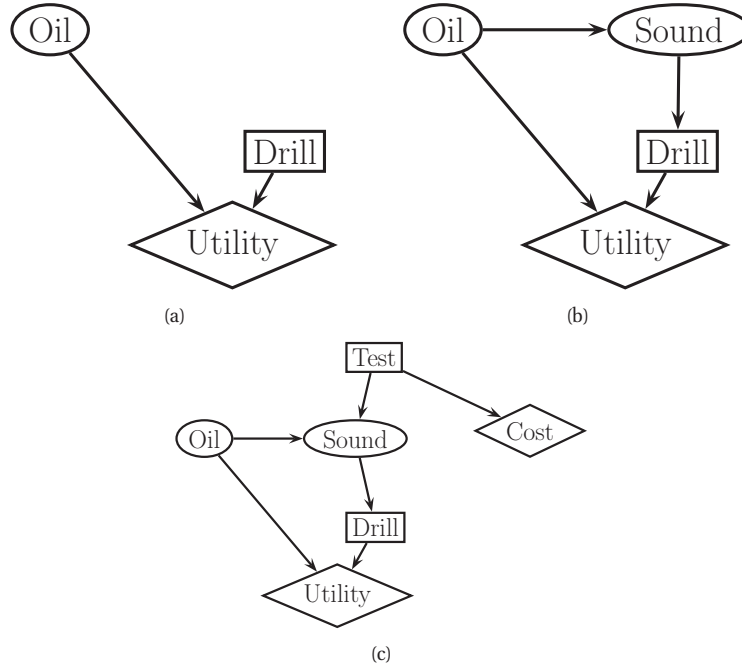 Oil
Drill
Utility
(a)
Oil
Sound
Drill
Utility
(b)
Test
Oil
Sound
Cost
Drill
Utility
(c)